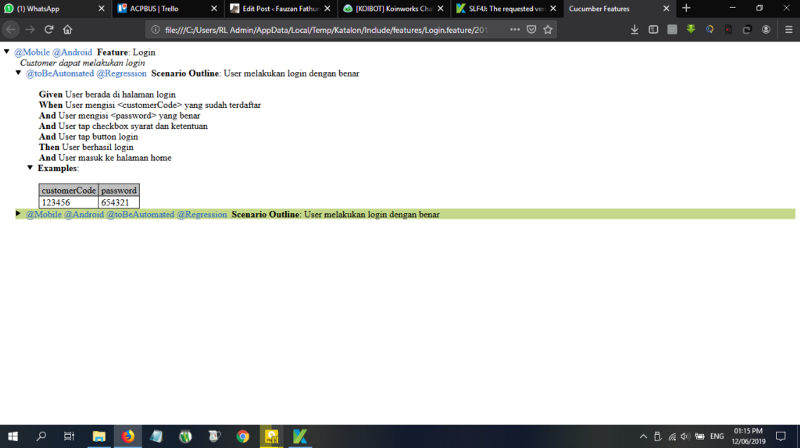 (1) WhatsApp
ACPBUS | Trello
Edit Post ‹ Fauzan Fathur
[KOIBOT] Koinworks Cha
SLF4J: The requested ver
Cucumber Features
file:///C:/Users/RL Admin/AppData/Local/Temp/Katalon/Include/features/Login.feature/201
@Mobile @Android Feature: Login
Customer dapat melakukan login
@toBeAutomated @Regression Scenario Outline: User melakukan login dengan benar
Given User berada di halaman login
When User mengisi <customerCode> yang sudah terdaftar
And User mengisi <password> yang benar
And User tap checkbox syarat dan ketentuan
And User tap button login
Then User berhasil login
And User masuk ke halaman home
Examples:
customerCode password
123456 654321
@Mobile @Android @toBeAutomated @Regression Scenario Outline: User melakukan login dengan benar
ENG
01:15 PM
12/06/2019